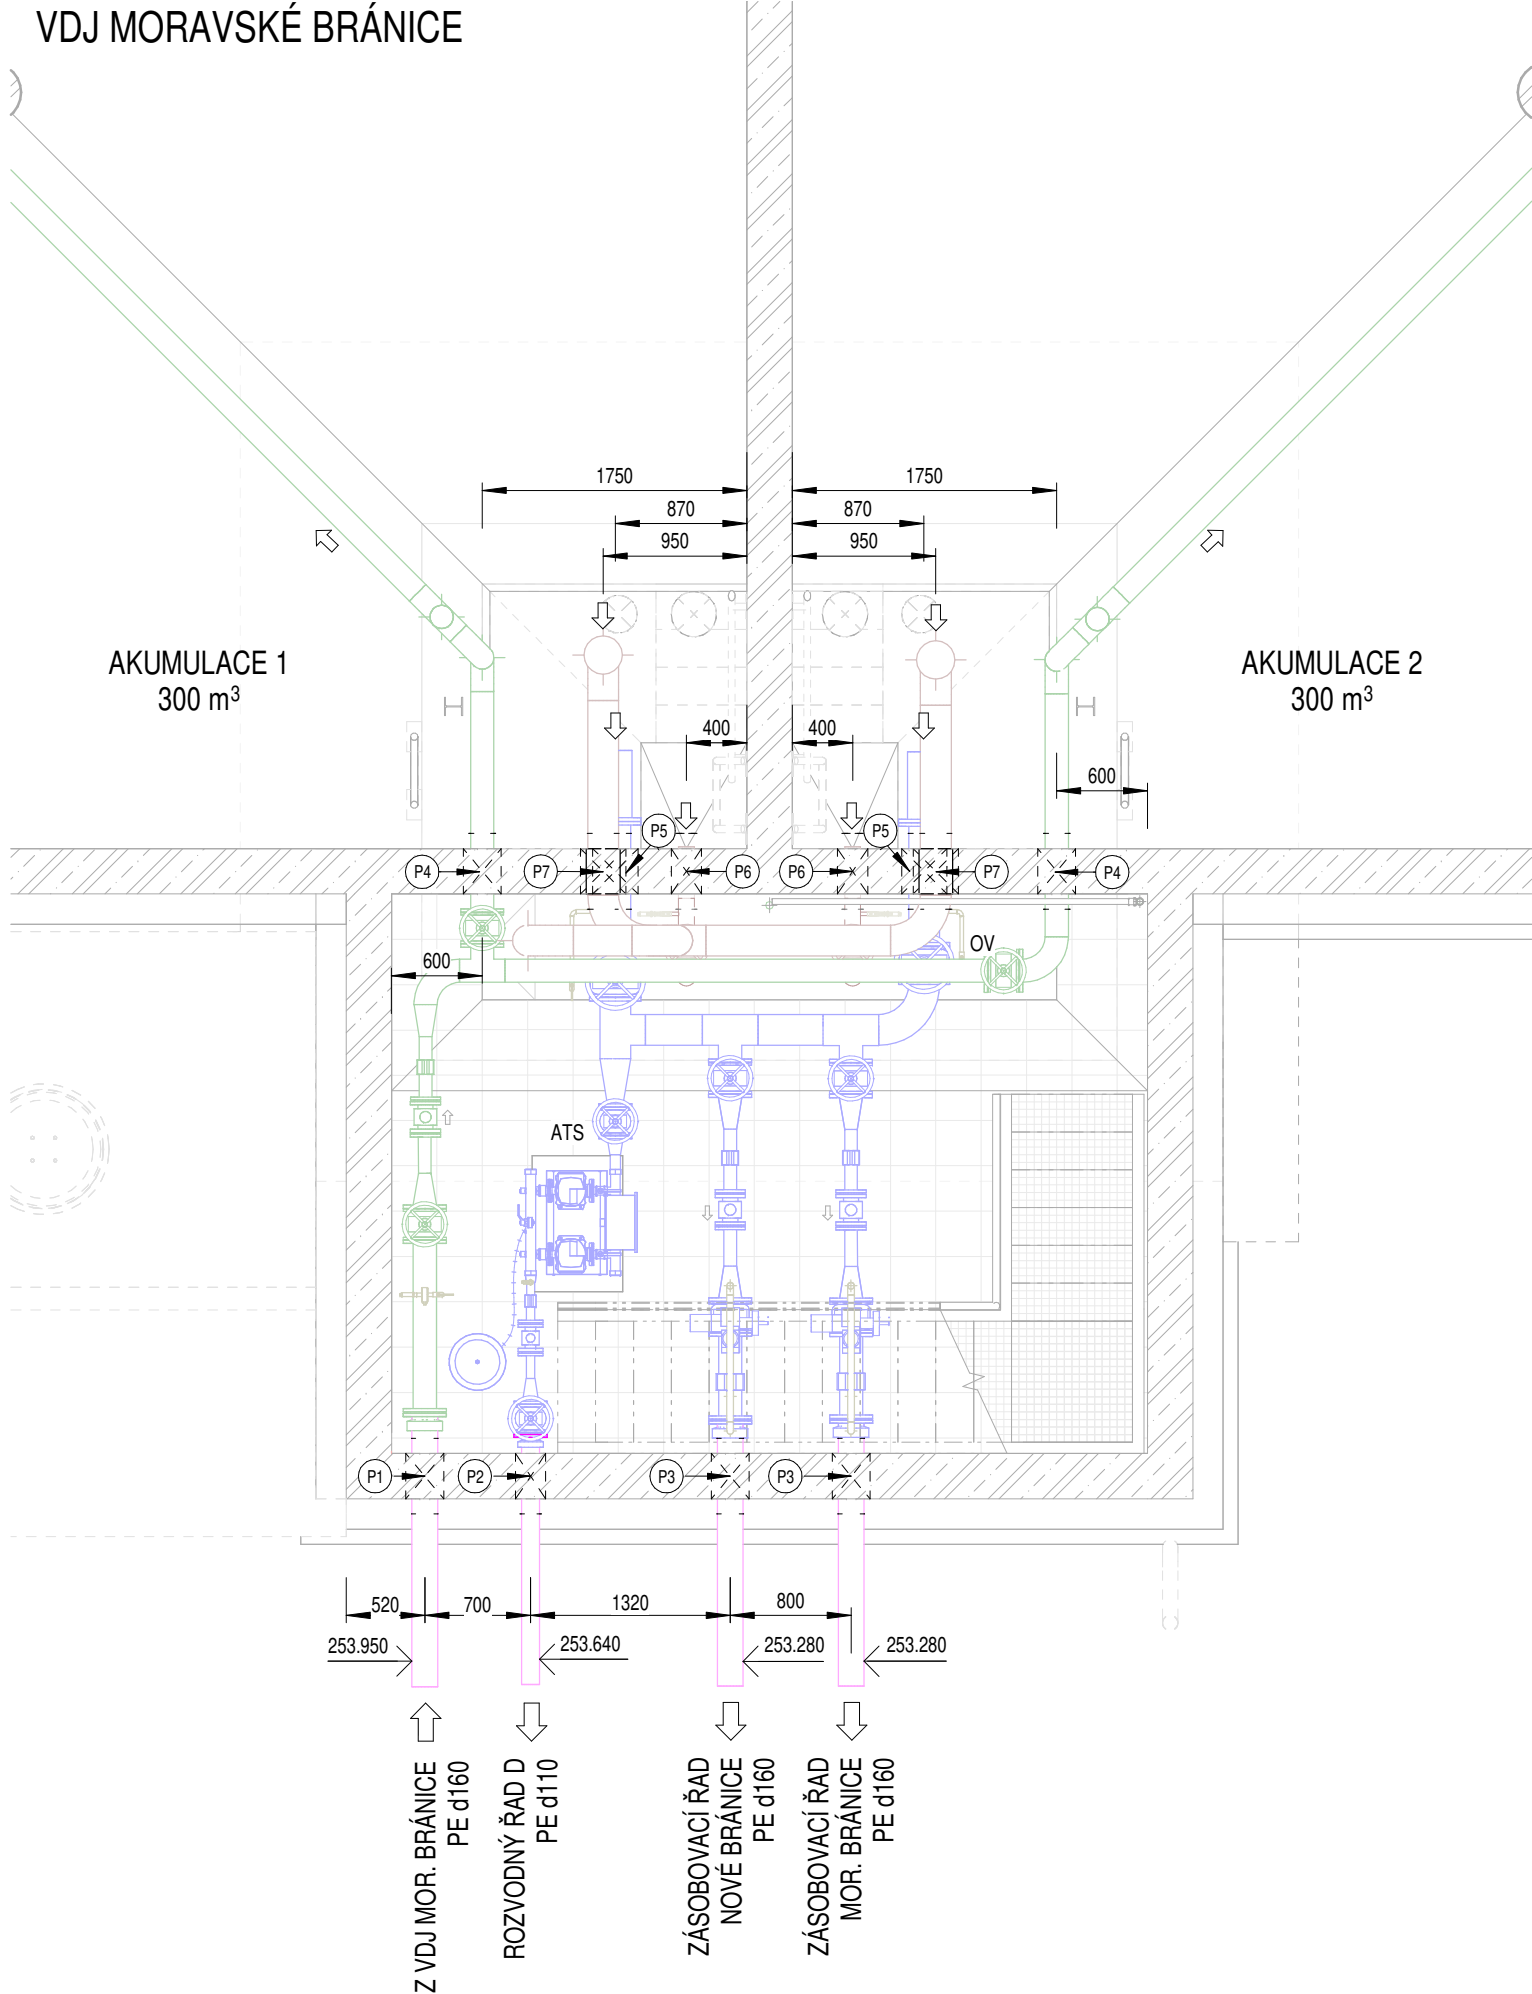 VDJ MORAVSKÉ BRÁNICE
1750
1750
870
870
950
950
AKUMULACE 1
300 m³
AKUMULACE 2
300 m³
400
400
600
P5
P5
P4
P7
P6
P6
P7
P4
OV
600
ATS
P1
P2
P3
P3
520
700
1320
800
253.950
253.640
253.280
253.280
Z VDJ MOR. BRÁNICE
PE d160
ROZVODNÝ ŘAD D
PE d110
ZÁSOBOVACÍ ŘAD
NOVÉ BRÁNICE
PE d160
ZÁSOBOVACÍ ŘAD
MOR. BRÁNICE
PE d160